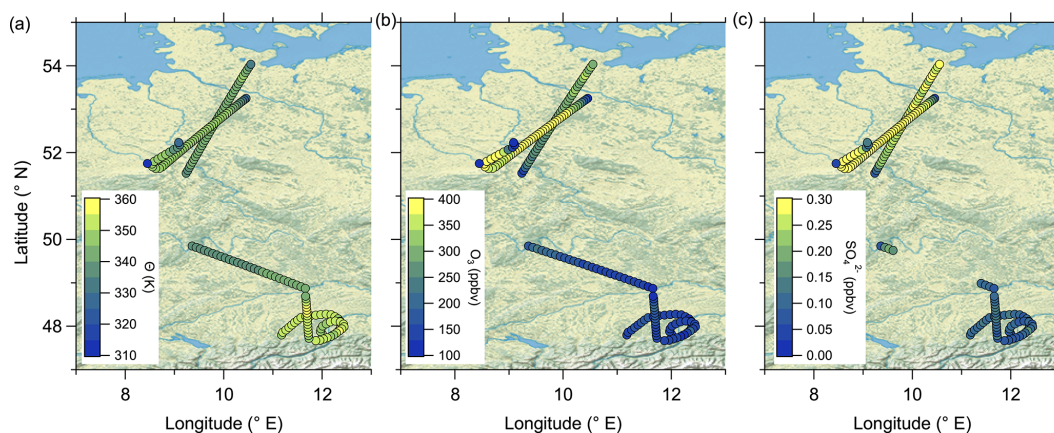 (a)
(b)
(c)
54
52
50
48
Latitude (° N)
360
350
340
330
320
310
Θ (K)
400
350
300
250
200
150
100
O₃ (ppbv)
0.30
0.25
0.20
0.15
0.10
0.05
0.00
SO₄²⁻ (ppbv)
8 10 12
8 10 12
8 10 12
Longitude (° E)
Longitude (° E)
Longitude (° E)